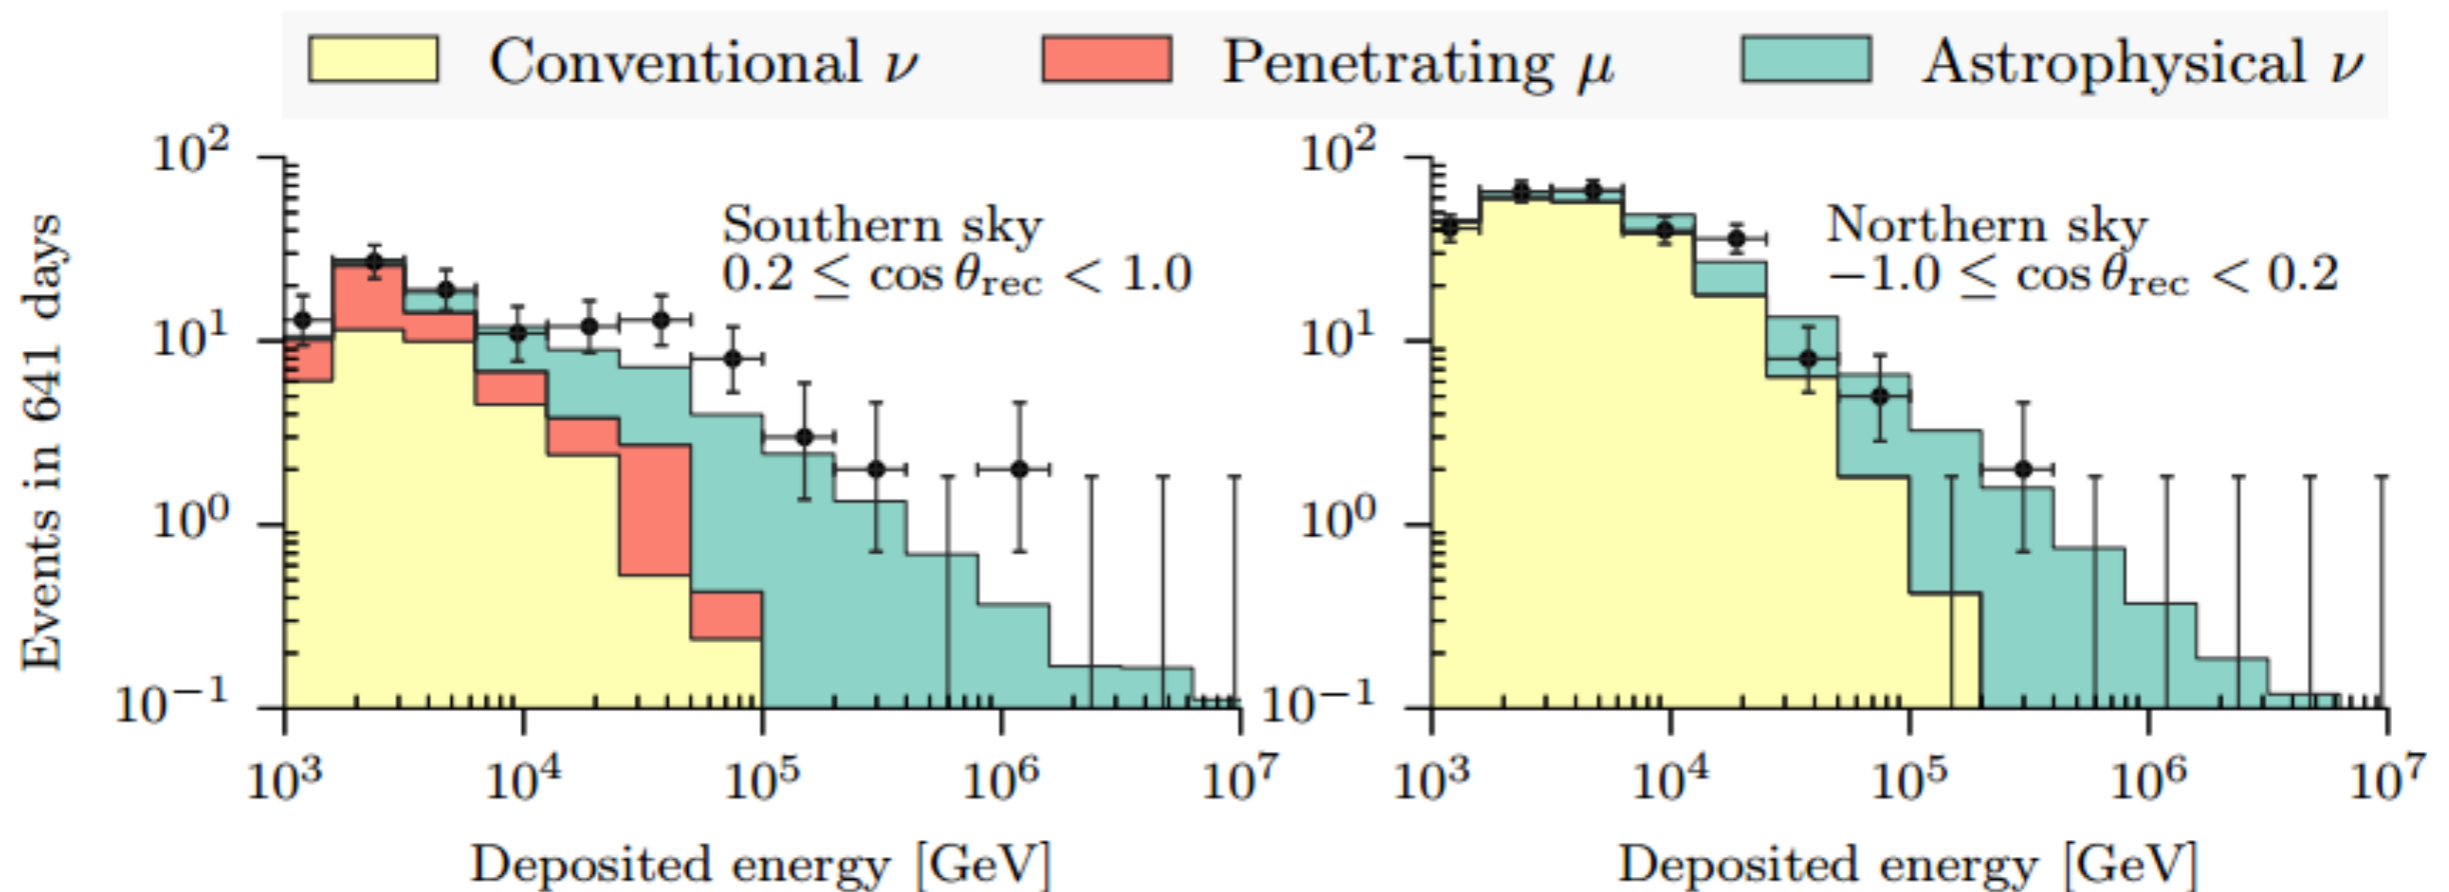 Conventional ν Penetrating μ Astrophysical ν
Events in 641 days
10²
10¹
10⁰
10⁻¹
Southern sky
0.2 ≤ cos θrec < 1.0
10³ 10⁴ 10⁵ 10⁶ 10⁷
Deposited energy [GeV]
10²
10¹
10⁰
10⁻¹
Northern sky
−1.0 ≤ cos θrec < 0.2
10³ 10⁴ 10⁵ 10⁶ 10⁷
Deposited energy [GeV]